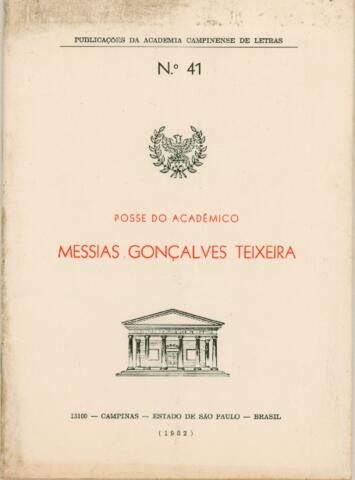 PUBLICAÇÕES DA ACADEMIA CAMPINENSE DE LETRAS
N.º 41
POSSE DO ACADÊMICO
MESSIAS GONÇALVES TEIXEIRA
13100 — CAMPINAS — ESTADO DE SÃO PAULO — BRASIL
(1982)